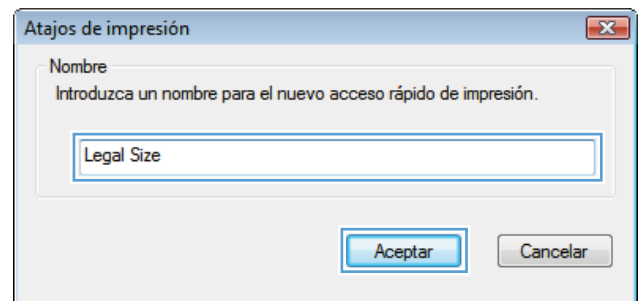 Atajos de impresión
Nombre
Introduzca un nombre para el nuevo acceso rápido de impresión.
Legal Size
Aceptar
Cancelar